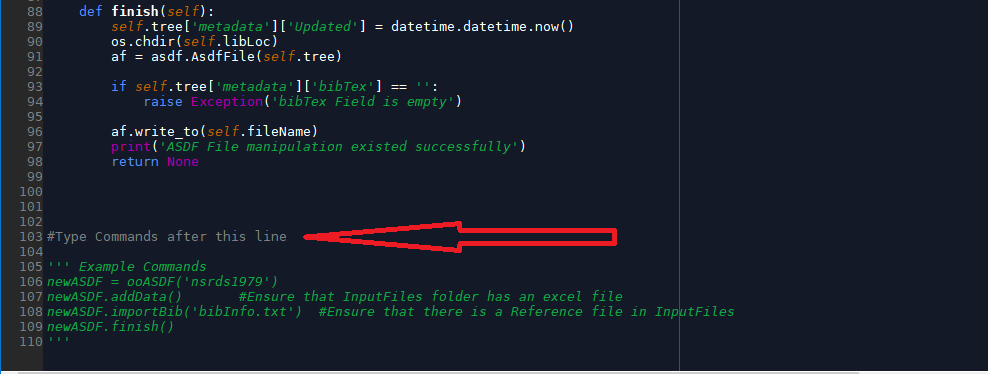 88     def finish(self):
89         self.tree['metadata']['Updated'] = datetime.datetime.now()
90         os.chdir(self.libLoc)
91         af = asdf.AsdfFile(self.tree)
92
93         if self.tree['metadata']['bibTex'] == '':
94             raise Exception('bibTex Field is empty')
95
96         af.write_to(self.fileName)
97         print('ASDF File manipulation existed successfully')
98         return None
99
100
101
102
103 #Type Commands after this line
104
105 ''' Example Commands
106 newASDF = ooASDF('nsrds1979')
107 newASDF.addData()       #Ensure that InputFiles folder has an excel file
108 newASDF.importBib('bibInfo.txt')  #Ensure that there is a Reference file in InputFiles
109 newASDF.finish()
110 '''